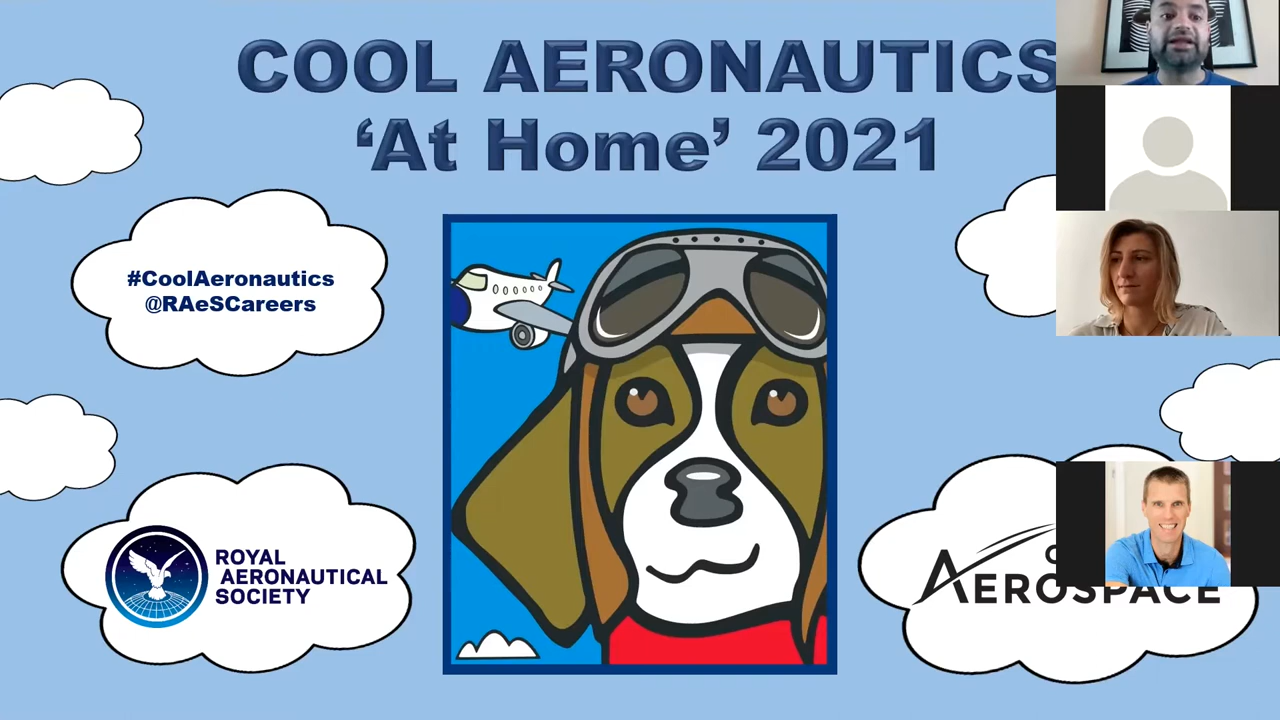 COOL AERONAUTICS
‘At Home’ 2021
#CoolAeronautics
@RAeSCareers
ROYAL
AERONAUTICAL
SOCIETY
AEROSPACE